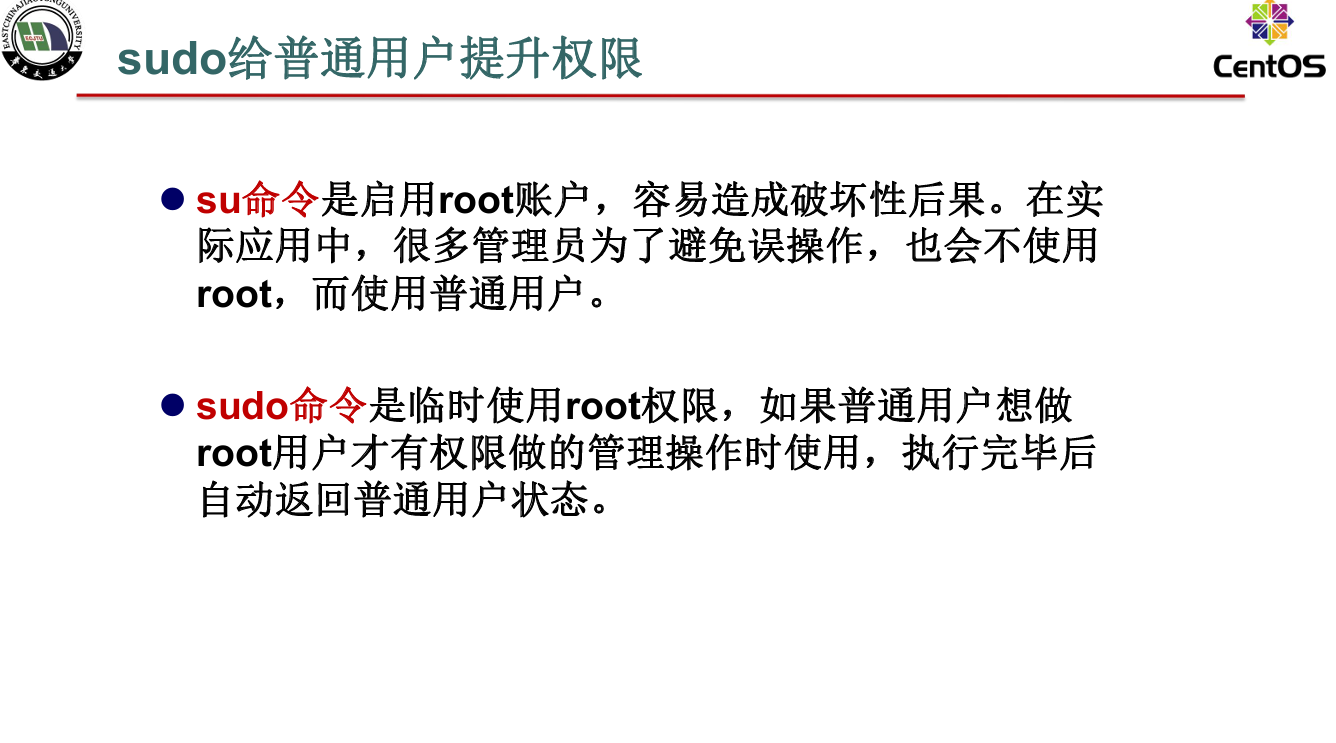 EASTCHINAJIAOTONGUNIVERSITY
ECJTU
華東交通大学
sudo给普通用户提升权限
CentOS
su命令是启用root账户，容易造成破坏性后果。在实
际应用中，很多管理员为了避免误操作，也会不使用
root，而使用普通用户。
sudo命令是临时使用root权限，如果普通用户想做
root用户才有权限做的管理操作时使用，执行完毕后
自动返回普通用户状态。